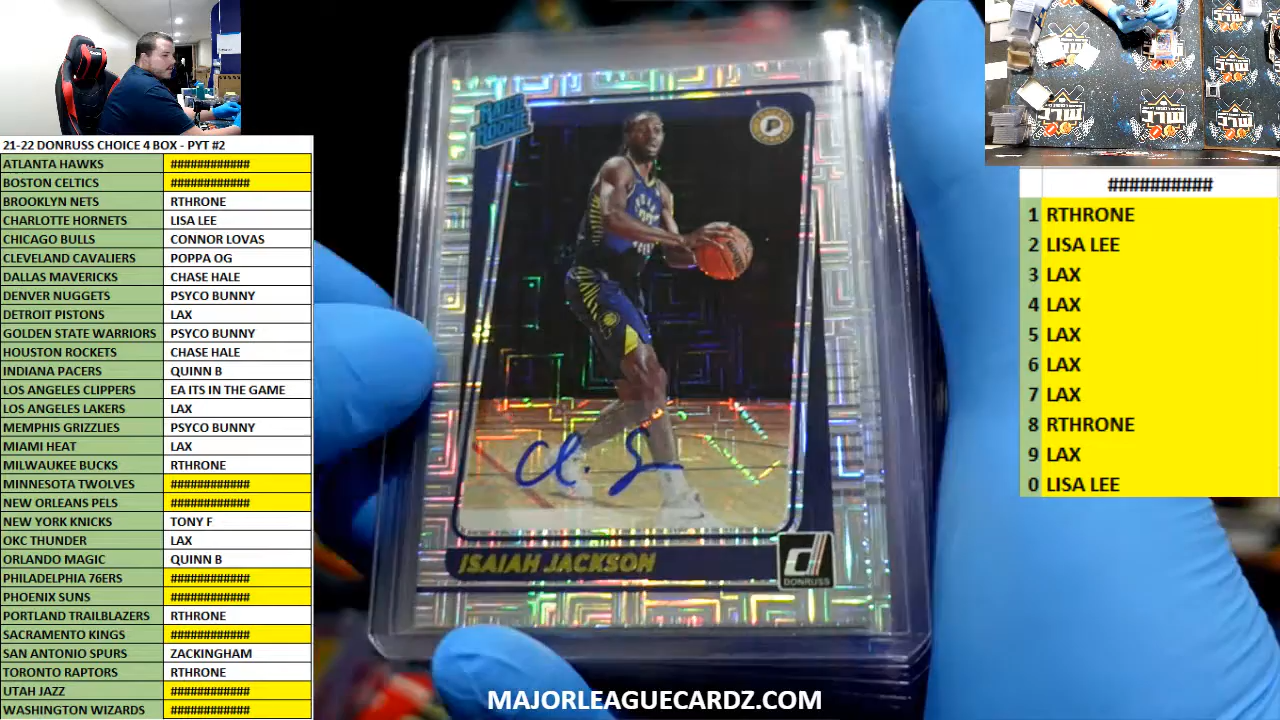 21-22 DONRUSS CHOICE 4 BOX - PYT #2
ATLANTA HAWKS ############
BOSTON CELTICS ############
BROOKLYN NETS RTHRONE
CHARLOTTE HORNETS LISA LEE
CHICAGO BULLS CONNOR LOVAS
CLEVELAND CAVALIERS POPPA OG
DALLAS MAVERICKS CHASE HALE
DENVER NUGGETS PSYCO BUNNY
DETROIT PISTONS LAX
GOLDEN STATE WARRIORS PSYCO BUNNY
HOUSTON ROCKETS CHASE HALE
INDIANA PACERS QUINN B
LOS ANGELES CLIPPERS EA ITS IN THE GAME
LOS ANGELES LAKERS LAX
MEMPHIS GRIZZLIES PSYCO BUNNY
MIAMI HEAT LAX
MILWAUKEE BUCKS RTHRONE
MINNESOTA TWOLVES ############
NEW ORLEANS PELS ############
NEW YORK KNICKS TONY F
OKC THUNDER LAX
ORLANDO MAGIC QUINN B
PHILADELPHIA 76ERS ############
PHOENIX SUNS ############
PORTLAND TRAILBLAZERS RTHRONE
SACRAMENTO KINGS ############
SAN ANTONIO SPURS ZACKINGHAM
TORONTO RAPTORS RTHRONE
UTAH JAZZ ############
WASHINGTON WIZARDS ############
RATED
ROOKIE
ISAIAH JACKSON
DONRUSS
MAJORLEAGUECARDZ.COM
##########
1 RTHRONE
2 LISA LEE
3 LAX
4 LAX
5 LAX
6 LAX
7 LAX
8 RTHRONE
9 LAX
0 LISA LEE